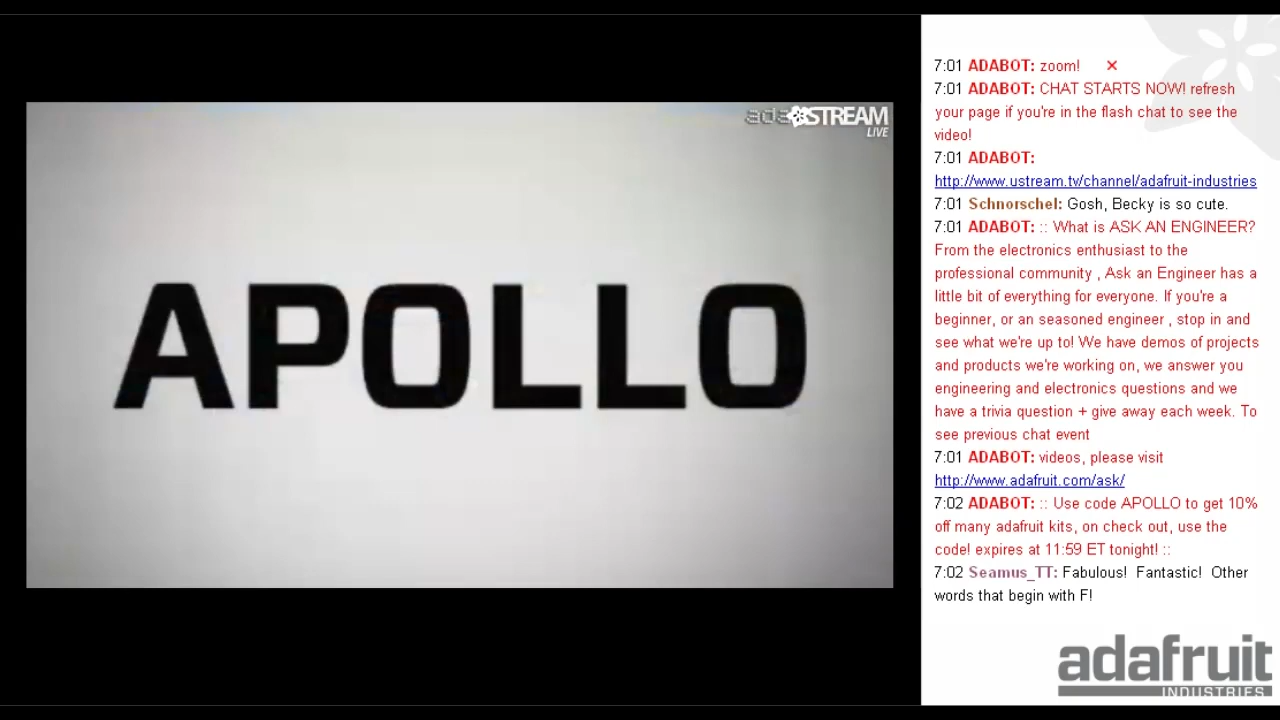 adaUSTREAM
LIVE
APOLLO
7:01 ADABOT: zoom! ×
7:01 ADABOT: CHAT STARTS NOW! refresh
your page if you're in the flash chat to see the
video!
7:01 ADABOT:
http://www.ustream.tv/channel/adafruit-industries
7:01 Schnorschel: Gosh, Becky is so cute.
7:01 ADABOT: :: What is ASK AN ENGINEER?
From the electronics enthusiast to the
professional community , Ask an Engineer has a
little bit of everything for everyone. If you're a
beginner, or an seasoned engineer , stop in and
see what we're up to! We have demos of projects
and products we're working on, we answer you
engineering and electronics questions and we
have a trivia question + give away each week. To
see previous chat event
7:01 ADABOT: videos, please visit
http://www.adafruit.com/ask/
7:02 ADABOT: :: Use code APOLLO to get 10%
off many adafruit kits, on check out, use the
code! expires at 11:59 ET tonight! ::
7:02 Seamus_TT: Fabulous! Fantastic! Other
words that begin with F!
adafruit
INDUSTRIES